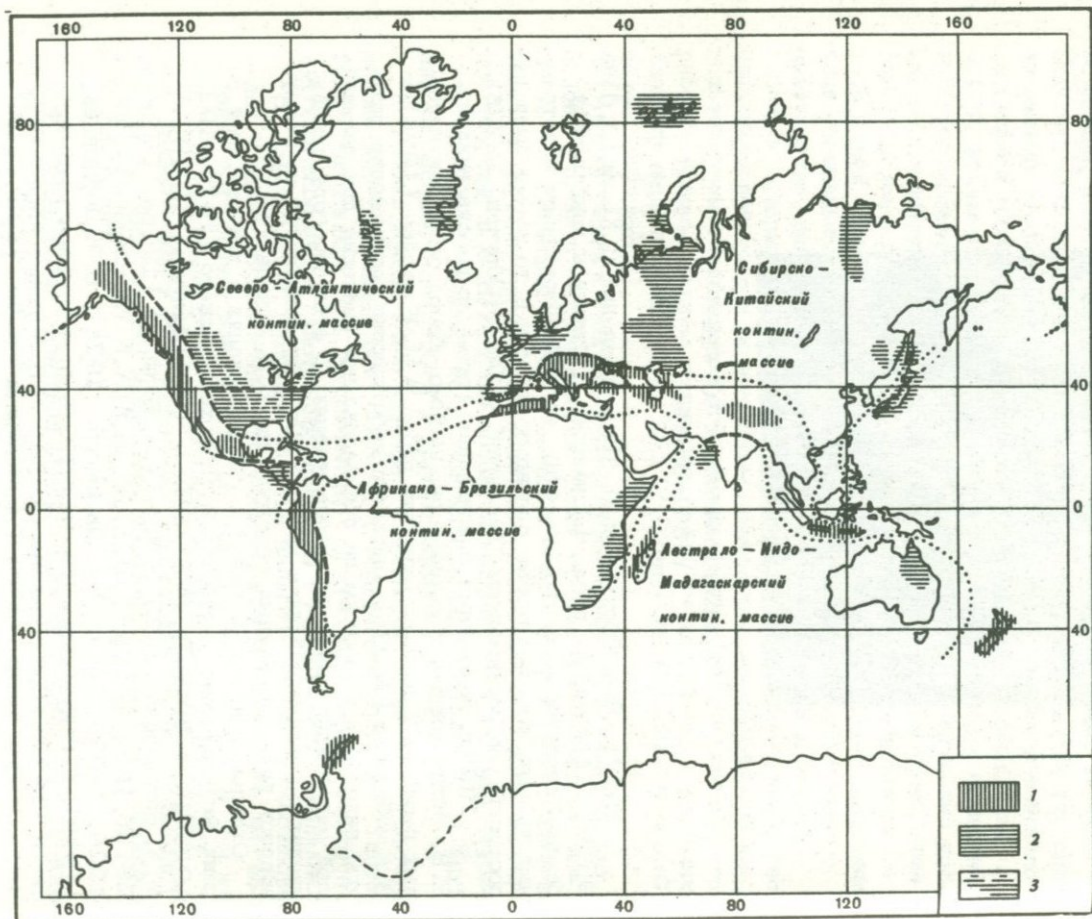 160 120 80 0 40 80 120 160
80 80
Северо-Атлантический
контин. массив
Сибирско-
Китайский
контин.
массив
40 40
Африкано-Бразильский
контин. массив
0 0
Австрало-Индо-
Мадагаскарский
контин. массив
40 40
1
2
3
160 120 80 0 40 80 120 160